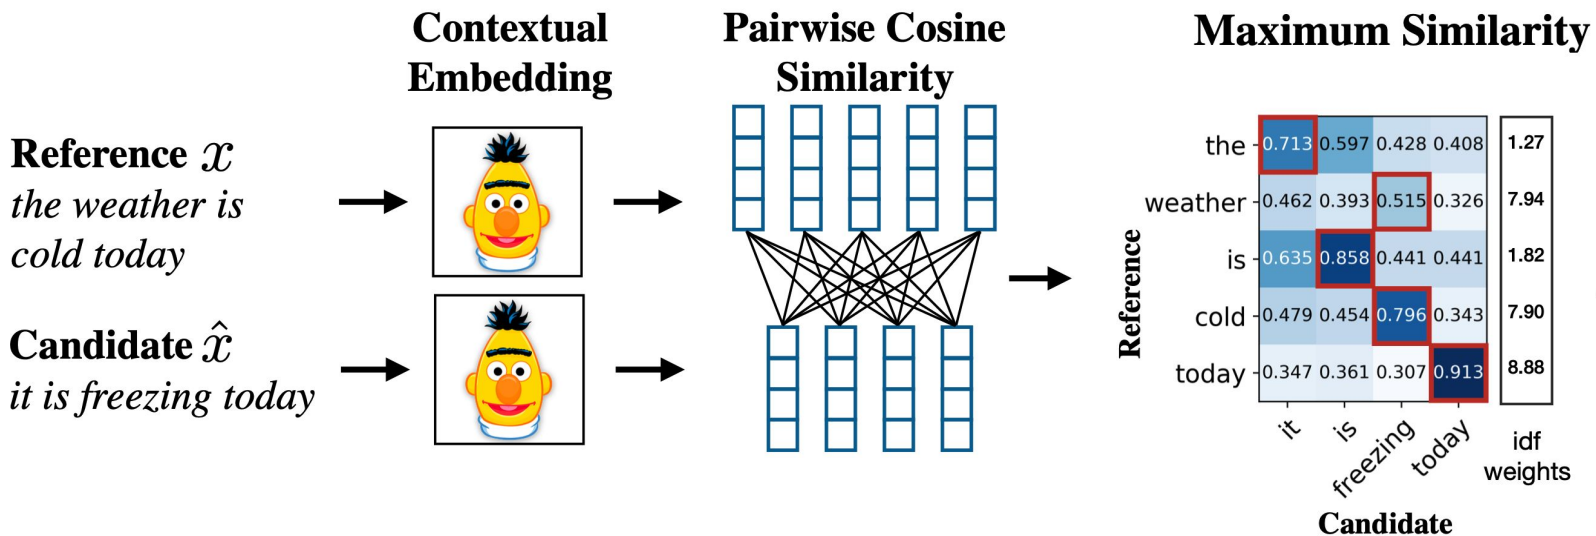 Contextual
Embedding
Pairwise Cosine
Similarity
Maximum Similarity
Reference x
the weather is
cold today
Candidate x̂
it is freezing today
Reference
the 0.713 0.597 0.428 0.408 1.27
weather 0.462 0.393 0.515 0.326 7.94
is 0.635 0.858 0.441 0.441 1.82
cold 0.479 0.454 0.796 0.343 7.90
today 0.347 0.361 0.307 0.913 8.88
it is freezing today
idf
weights
Candidate